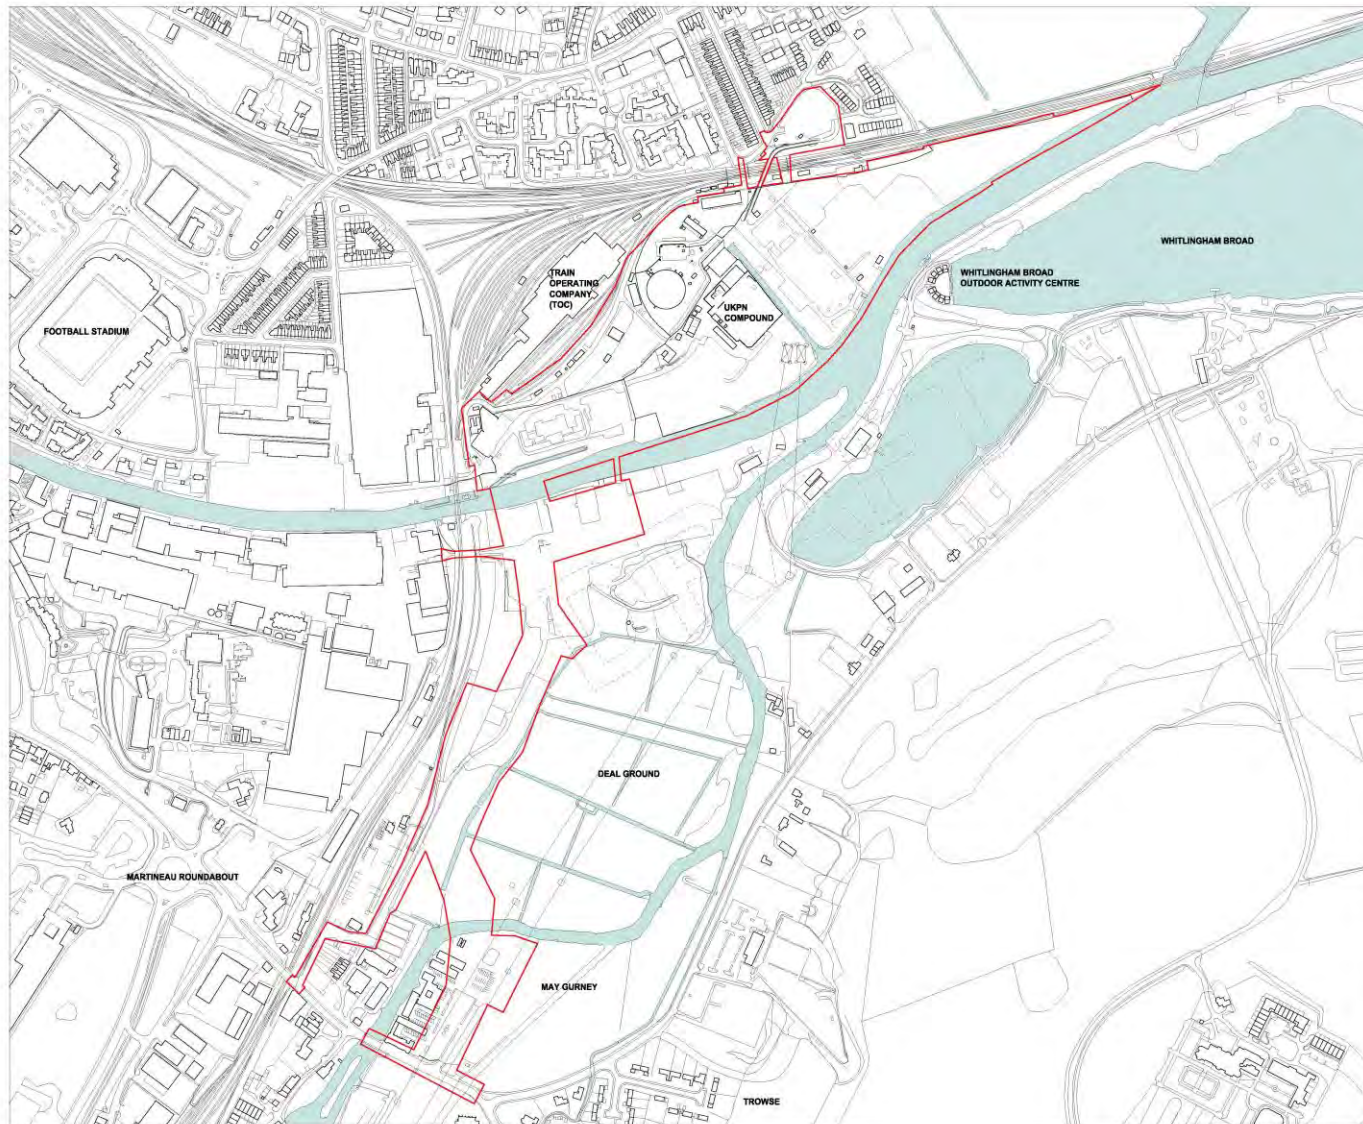 WHITLINGHAM BROAD
WHITLINGHAM BROAD
OUTDOOR ACTIVITY CENTRE
TRAIN
OPERATING
COMPANY
(TOC)
UKPN
COMPOUND
FOOTBALL STADIUM
DEAL GROUND
MARTINEAU ROUNDABOUT
MAY GURNEY
TROWSE